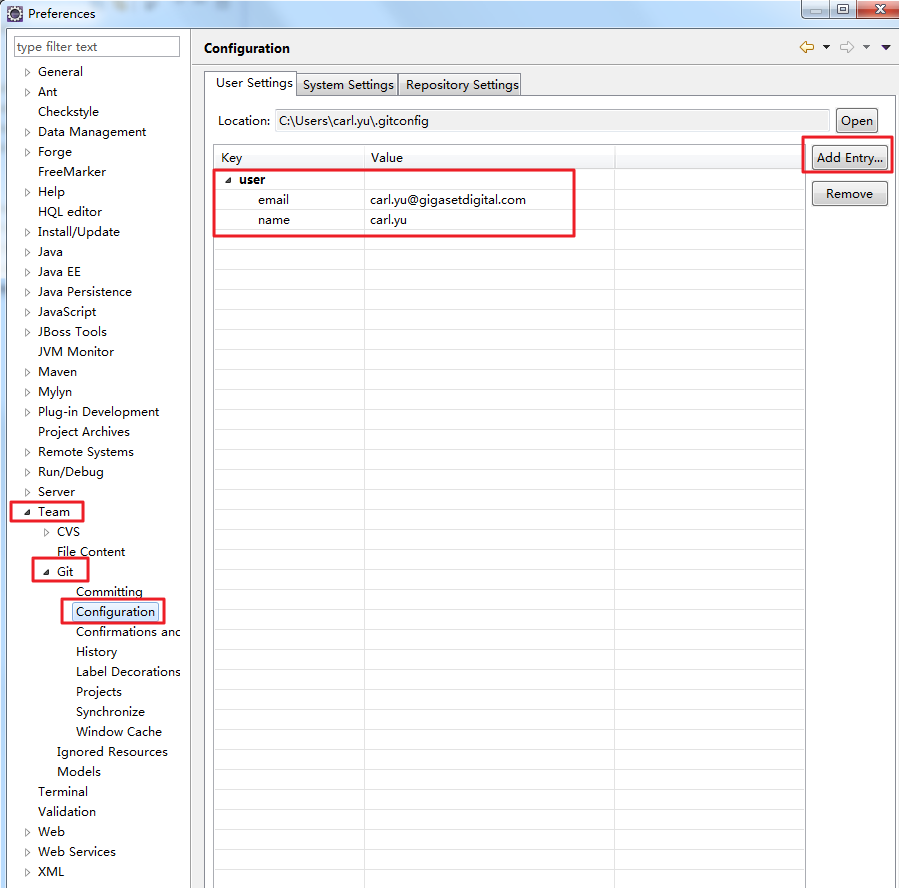 Preferences
type filter text
General
Ant
Checkstyle
Data Management
Forge
FreeMarker
Help
HQL editor
Install/Update
Java
Java EE
Java Persistence
JavaScript
JBoss Tools
JVM Monitor
Maven
Mylyn
Plug-in Development
Project Archives
Remote Systems
Run/Debug
Server
Team
CVS
File Content
Git
Committing
Configuration
Confirmations and
History
Label Decorations
Projects
Synchronize
Window Cache
Ignored Resources
Models
Terminal
Validation
Web
Web Services
XML
Configuration
User Settings System Settings Repository Settings
Location: C:\Users\carl.yu\.gitconfig Open
Key Value Add Entry...
user Remove
email carl.yu@gigasetdigital.com
name carl.yu